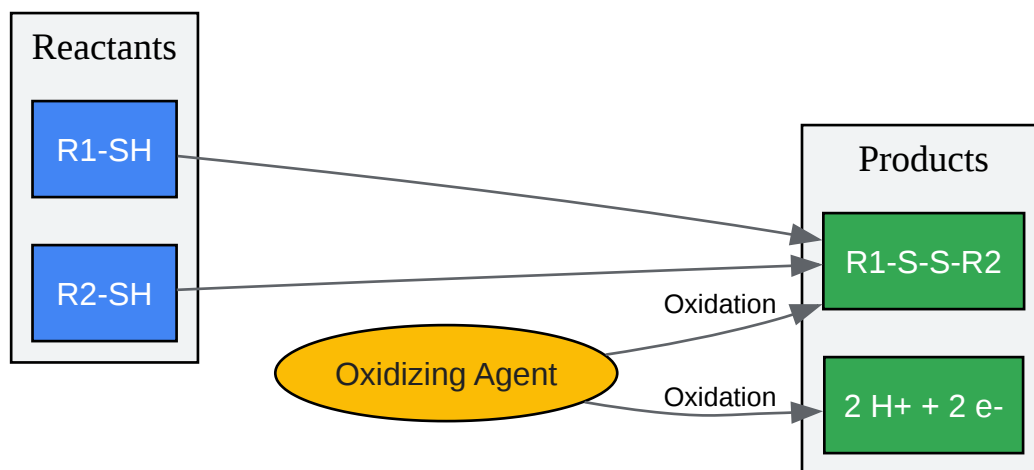 Reactants
R1-SH
R2-SH
Oxidizing Agent
Oxidation
Oxidation
Products
R1-S-S-R2
2 H+ + 2 e-